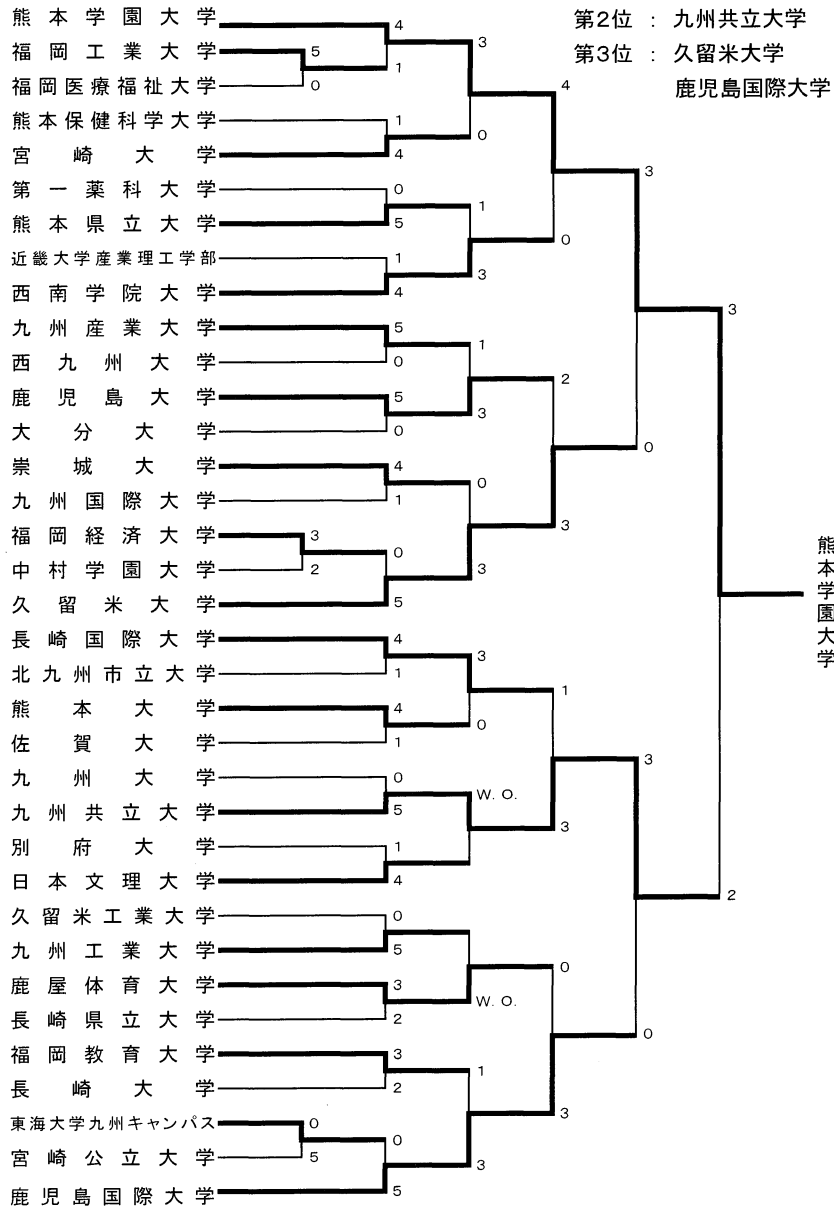 第2位 : 九州共立大学
第3位 : 久留米大学
鹿児島国際大学
熊本学園大学
4
3
福岡工業大学
5
1
福岡医療福祉大学
0
4
熊本保健科学大学
1
0
宮崎大学
4
3
第一薬科大学
0
1
熊本県立大学
5
0
近畿大学産業理工学部
1
3
西南学院大学
4
3
九州産業大学
5
1
西九州大学
0
2
鹿児島大学
5
3
大分大学
0
0
崇城大学
4
0
九州国際大学
1
3
福岡経済大学
3
0
中村学園大学
2
3
久留米大学
5
熊本学園大学
長崎国際大学
4
3
北九州市立大学
1
1
熊本大学
4
0
佐賀大学
1
3
九州大学
0
W.O.
九州共立大学
5
3
別府大学
1
日本文理大学
4
2
久留米工業大学
0
九州工業大学
5
0
鹿屋体育大学
3
W.O.
長崎県立大学
2
0
福岡教育大学
3
1
長崎大学
2
3
東海大学九州キャンパス
0
0
宮崎公立大学
5
3
鹿児島国際大学
5